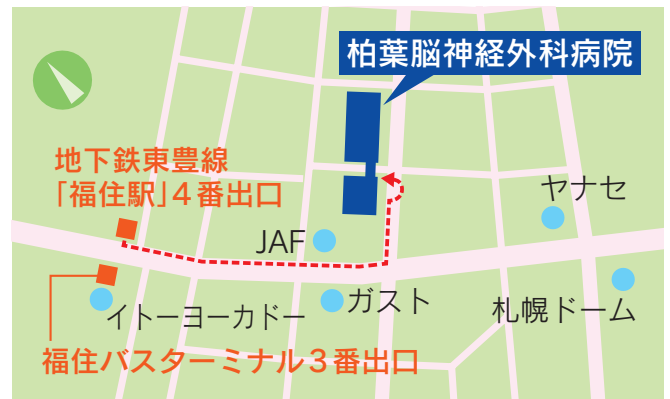 柏葉脳神経外科病院
地下鉄東豊線
「福住駅」4番出口
ヤナセ
JAF
イトーヨーカドー
ガスト
札幌ドーム
福住バスターミナル3番出口